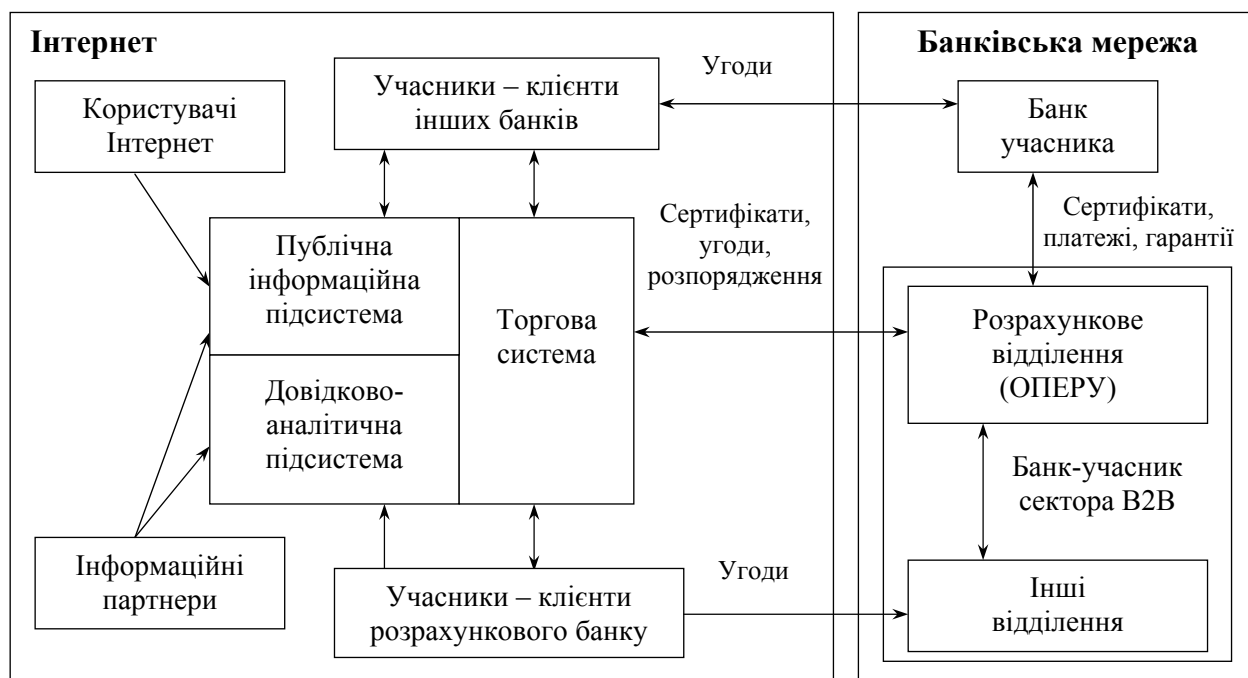 Інтернет
Банківська мережа
Користувачі
Інтернет
Учасники – клієнти
інших банків
Угоди
Банк
учасника
Публічна
інформаційна
підсистема
Торгова
система
Сертифікати,
угоди,
розпорядження
Сертифікати,
платежі, гарантії
Розрахункове
відділення
(ОПЕРУ)
Довідково-
аналітична
підсистема
Банк-учасник
сектора B2B
Інформаційні
партнери
Учасники – клієнти
розрахункового банку
Угоди
Інші
відділення